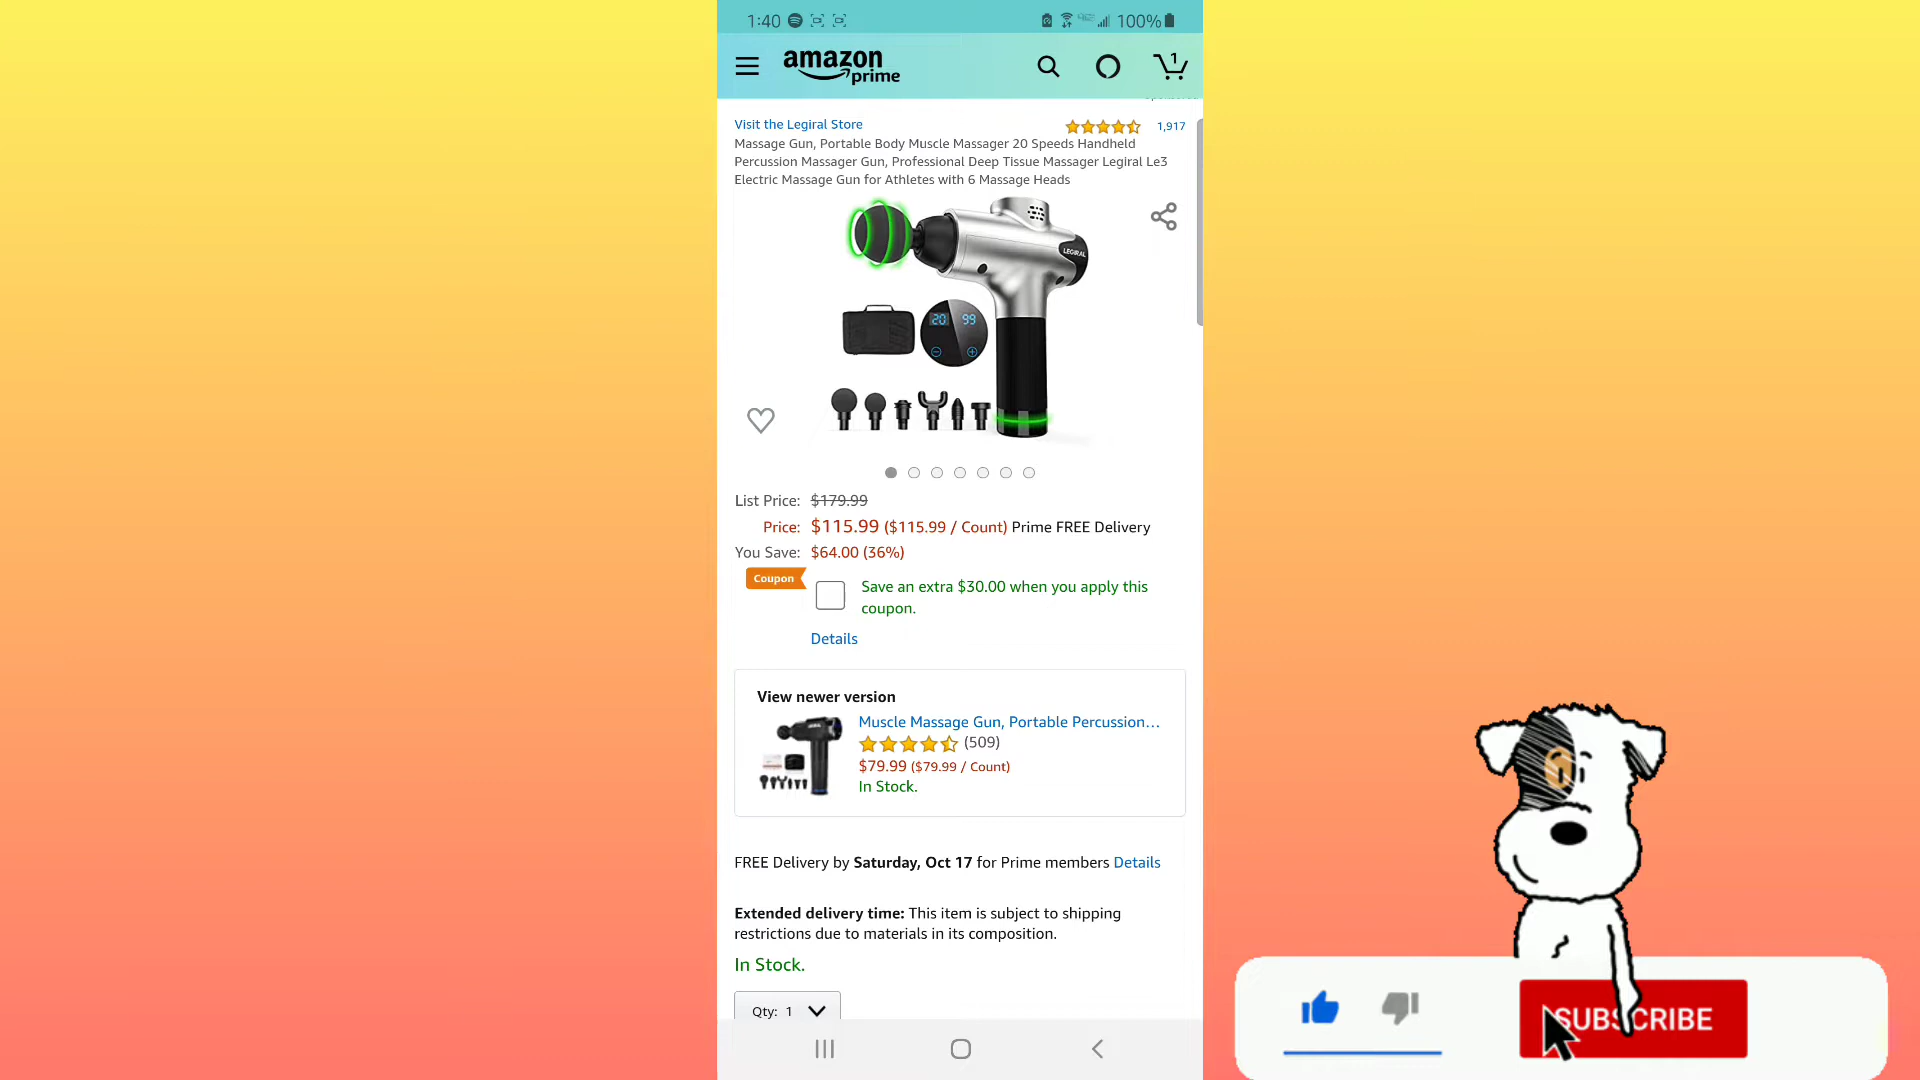 1:40 100%
amazon
prime
1
Visit the Legiral Store 1,917
Massage Gun, Portable Body Muscle Massager 20 Speeds Handheld
Percussion Massager Gun, Professional Deep Tissue Massager Legiral Le3
Electric Massage Gun for Athletes with 6 Massage Heads
LEGIRAL
20 99
List Price: $179.99
Price: $115.99 ($115.99 / Count) Prime FREE Delivery
You Save: $64.00 (36%)
Coupon
Save an extra $30.00 when you apply this
coupon.
Details
View newer version
Muscle Massage Gun, Portable Percussion...
(509)
$79.99 ($79.99 / Count)
In Stock.
FREE Delivery by Saturday, Oct 17 for Prime members Details
Extended delivery time: This item is subject to shipping
restrictions due to materials in its composition.
In Stock.
Qty: 1
SUBSCRIBE